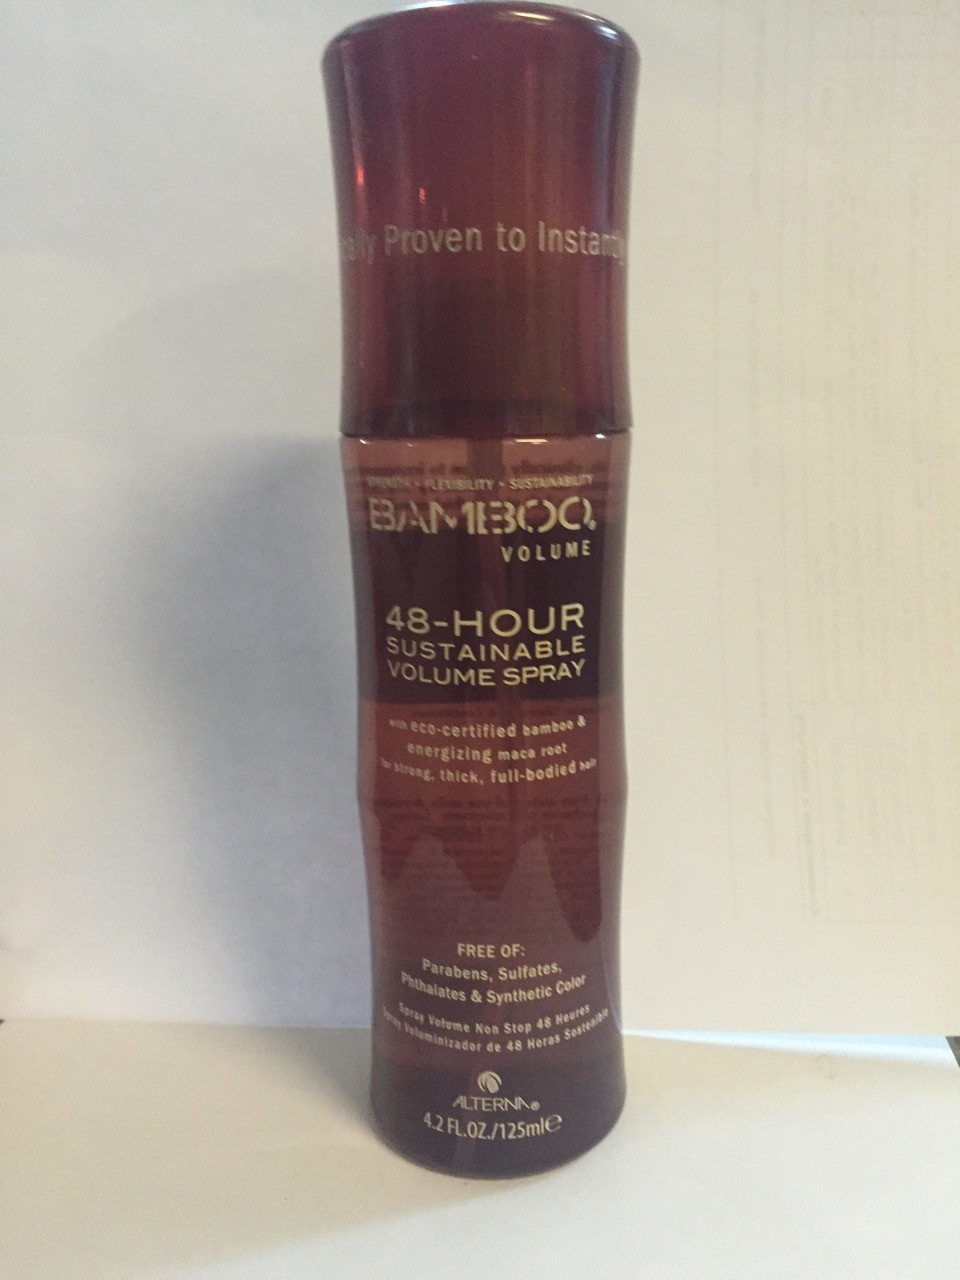 Proven to Instantly
STRENGTH • FLEXIBILITY • SUSTAINABILITY
BAMBOO®
VOLUME
48-HOUR
SUSTAINABLE
VOLUME SPRAY
with eco-certified bamboo &
energizing maca root
for strong, thick, full-bodied hair
FREE OF:
Parabens, Sulfates,
Phthalates & Synthetic Color
Spray Volume Non Stop 48 Heures
Spray Voluminizador de 48 Horas Sostenible
ALTERNA®
4.2 FL.OZ./125ml℮